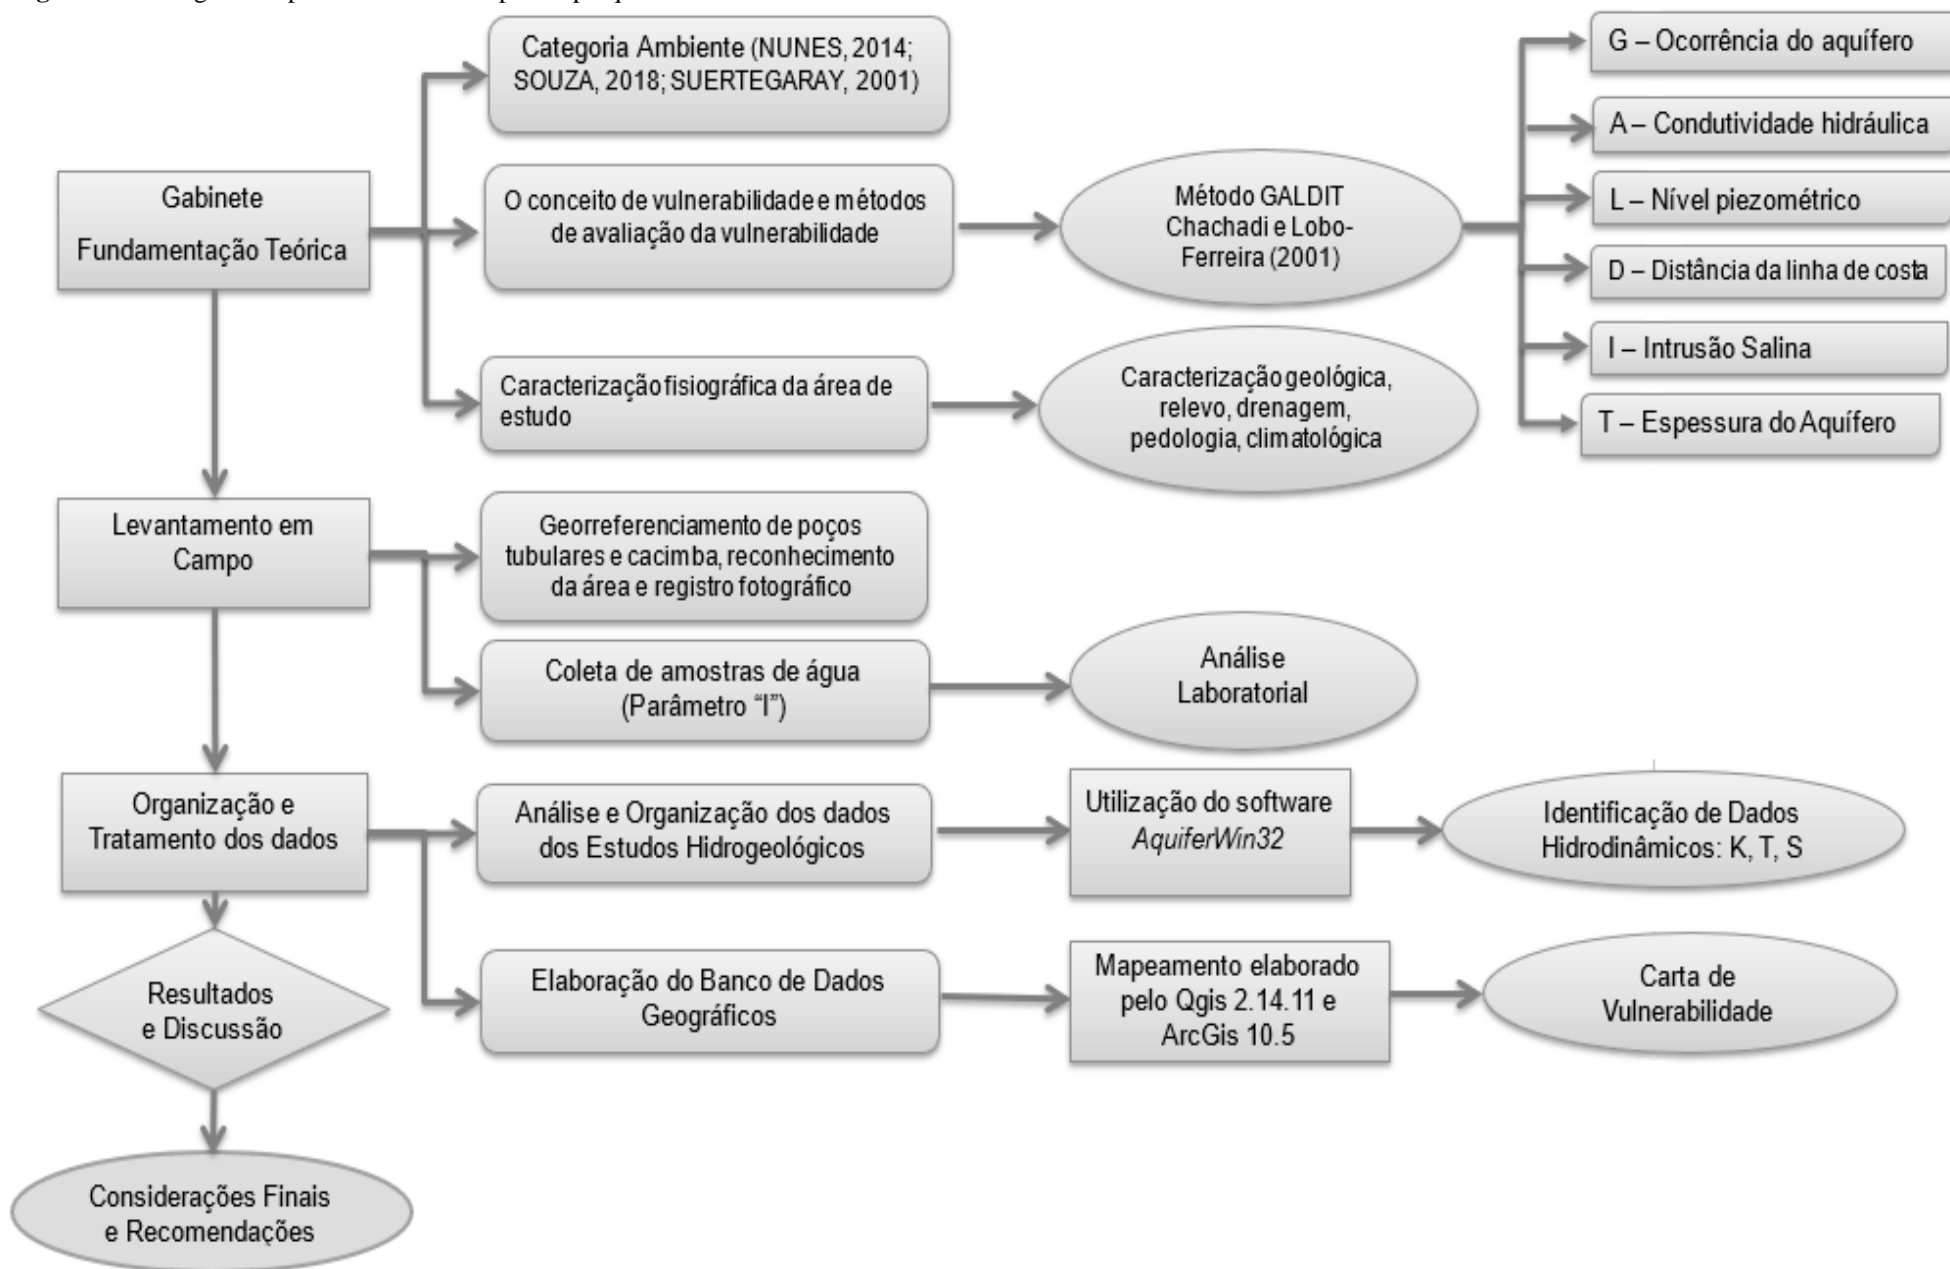 Categoria Ambiente (NUNES, 2014;
SOUZA, 2018; SUERTEGARAY, 2001)
Gabinete
Fundamentação Teórica
O conceito de vulnerabilidade e métodos
de avaliação da vulnerabilidade
Método GALDIT
Chachadi e Lobo-
Ferreira (2001)
G – Ocorrência do aquífero
A – Condutividade hidráulica
L – Nível piezométrico
D – Distância da linha de costa
I – Intrusão Salina
T – Espessura do Aquífero
Caracterização fisiográfica da área de
estudo
Caracterização geológica,
relevo, drenagem,
pedologia, climatológica
Levantamento em
Campo
Georreferenciamento de poços
tubulares e cacimba, reconhecimento
da área e registro fotográfico
Coleta de amostras de água
(Parâmetro “I”)
Análise
Laboratorial
Organização e
Tratamento dos dados
Análise e Organização dos dados
dos Estudos Hidrogeológicos
Utilização do software
AquiferWin32
Identificação de Dados
Hidrodinâmicos: K, T, S
Elaboração do Banco de Dados
Geográficos
Mapeamento elaborado
pelo Qgis 2.14.11 e
ArcGis 10.5
Carta de
Vulnerabilidade
Resultados
e Discussão
Considerações Finais
e Recomendações